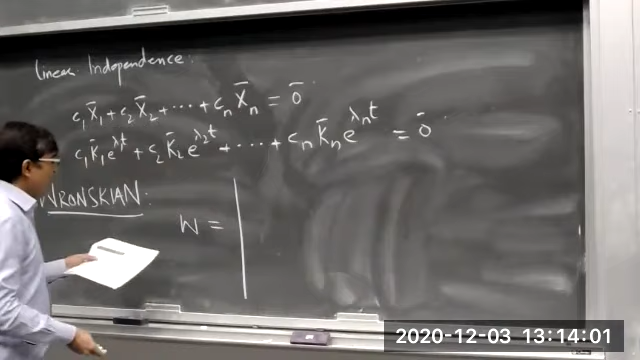 Linear Independence:
c₁X̄₁ + c₂X̄₂ + ··· + cₙX̄ₙ = 0̄
c₁K̄₁e^{λ₁t} + c₂K̄₂e^{λ₂t} + ··· + cₙK̄ₙe^{λₙt} = 0̄
WRONSKIAN:
W = |
2020-12-03 13:14:01